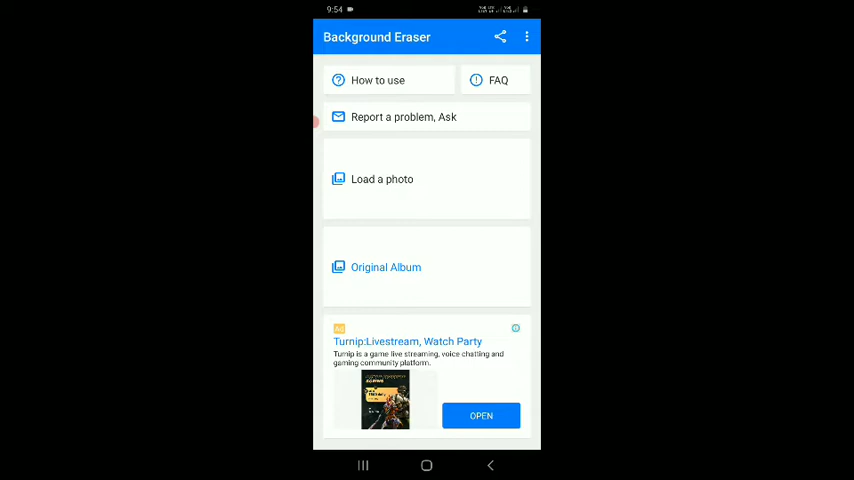 9:54
Background Eraser
How to use
FAQ
Report a problem, Ask
Load a photo
Original Album
Ad
Turnip:Livestream, Watch Party
Turnip is a game live streaming, voice chatting and
gaming community platform.
OPEN